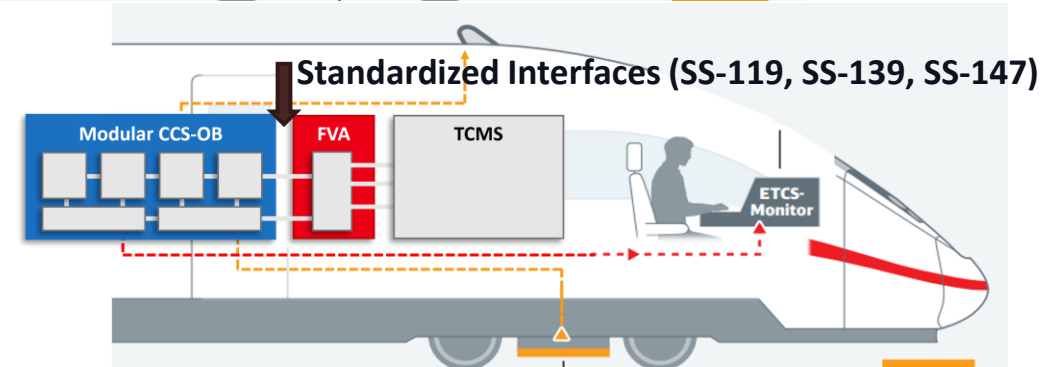 Standardized Interfaces (SS-119, SS-139, SS-147)
Modular CCS-OB
FVA
TCMS
ETCS-
Monitor